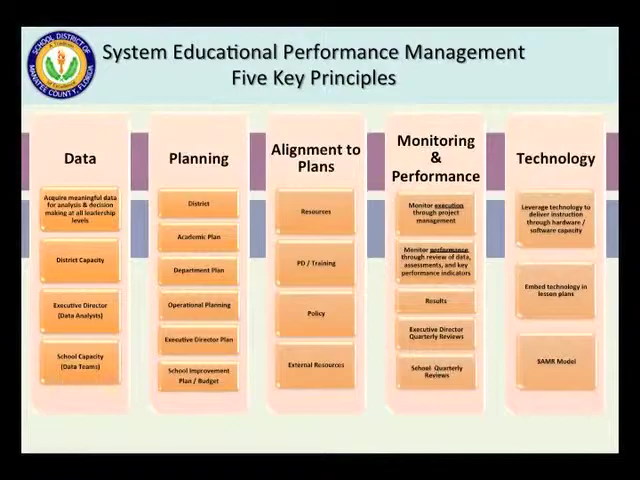 SCHOOL DISTRICT OF
MANATEE COUNTY, FLORIDA
System Educational Performance Management
Five Key Principles
Data
Acquire meaningful data
for analysis & decision
making at all leadership
levels
District Capacity
Executive Director
(Data Analysts)
School Capacity
(Data Teams)
Planning
District
Academic Plan
Department Plan
Operational Planning
Executive Director Plan
School Improvement
Plan / Budget
Alignment to
Plans
Resources
PD / Training
Policy
External Resources
Monitoring
&
Performance
Monitor execution
through project
management
Monitor performance
through review of data,
assessments, and key
performance indicators
Results
Executive Director
Quarterly Reviews
School Quarterly
Reviews
Technology
Leverage technology to
deliver instruction
through hardware /
software capacity
Embed technology in
lesson plans
SAMR Model